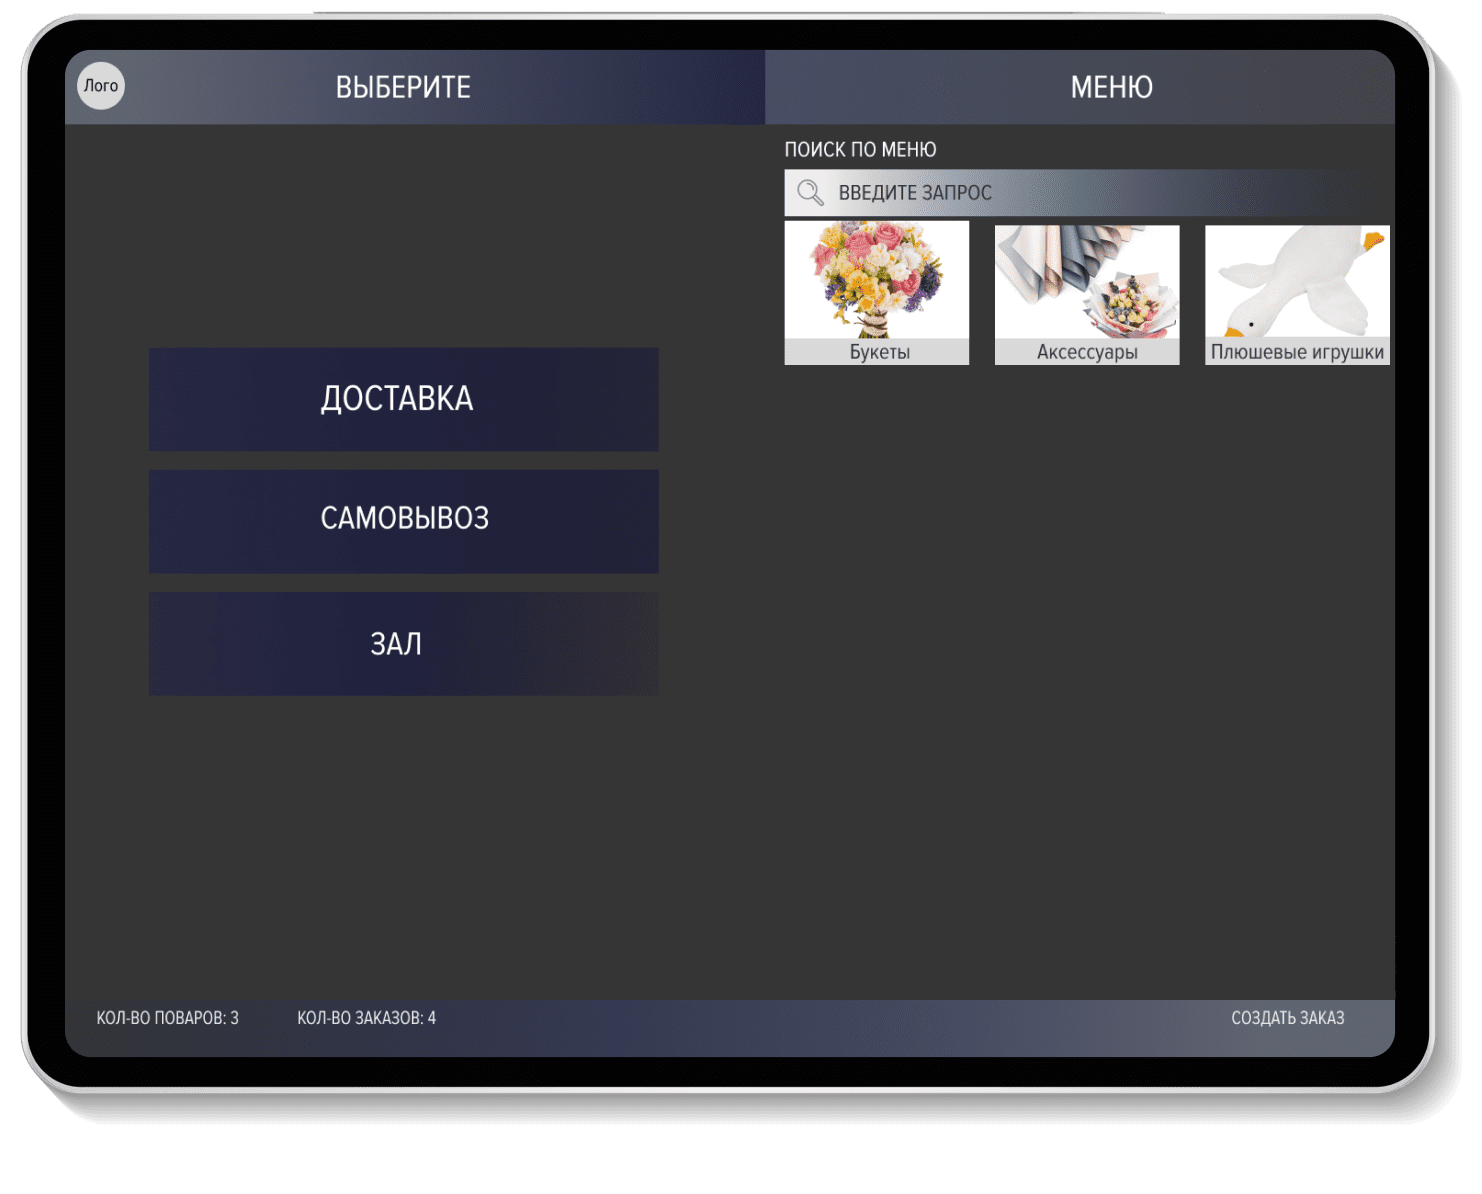 Лого
ВЫБЕРИТЕ
МЕНЮ
ПОИСК ПО МЕНЮ
ВВЕДИТЕ ЗАПРОС
Букеты
Аксессуары
Плюшевые игрушки
ДОСТАВКА
САМОВЫВОЗ
ЗАЛ
КОЛ-ВО ПОВАРОВ: 3
КОЛ-ВО ЗАКАЗОВ: 4
СОЗДАТЬ ЗАКАЗ